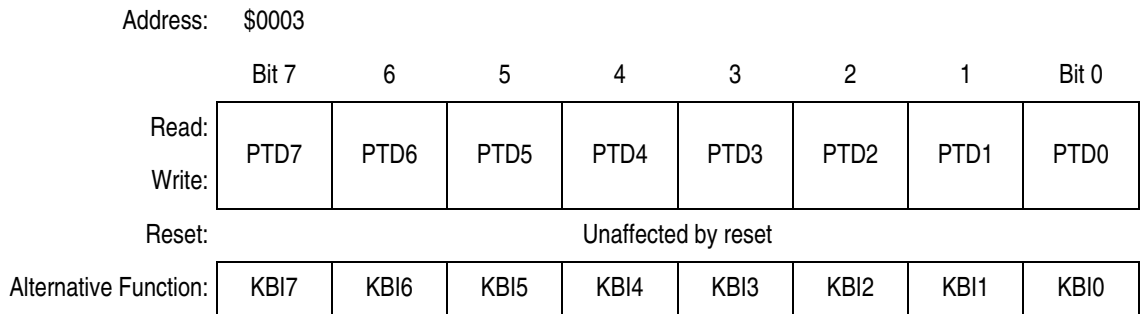 Address: $0003
Bit 7 6 5 4 3 2 1 Bit 0
Read:
PTD7 PTD6 PTD5 PTD4 PTD3 PTD2 PTD1 PTD0
Write:
Reset: Unaffected by reset
Alternative Function: KBI7 KBI6 KBI5 KBI4 KBI3 KBI2 KBI1 KBI0